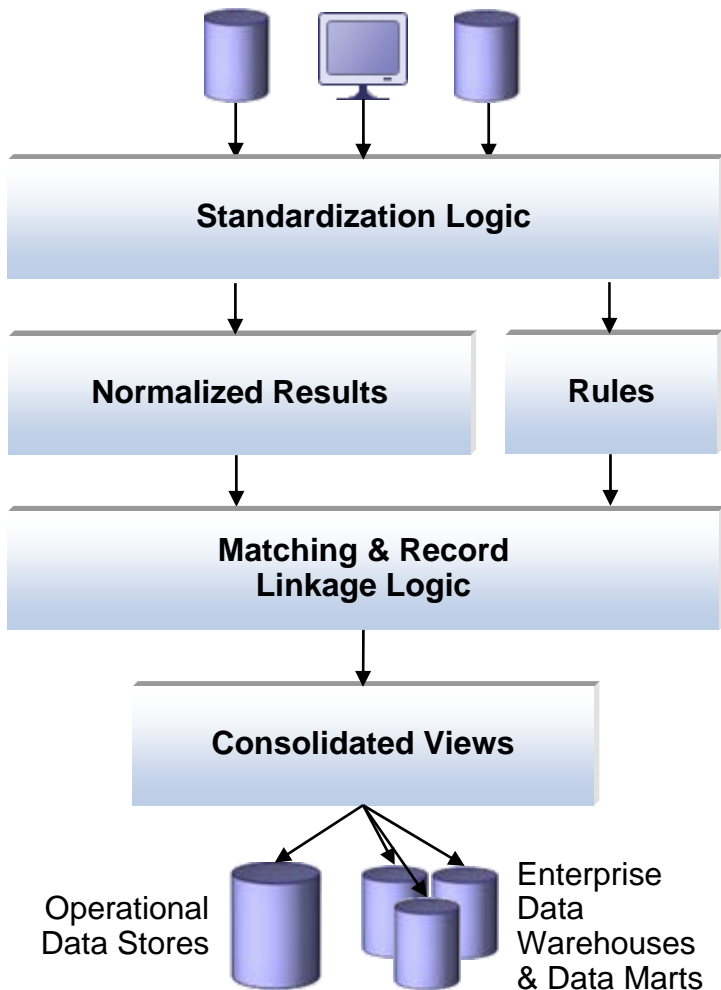 Standardization Logic
Normalized Results
Rules
Matching & Record
Linkage Logic
Consolidated Views
Operational
Data Stores
Enterprise
Data
Warehouses
& Data Marts